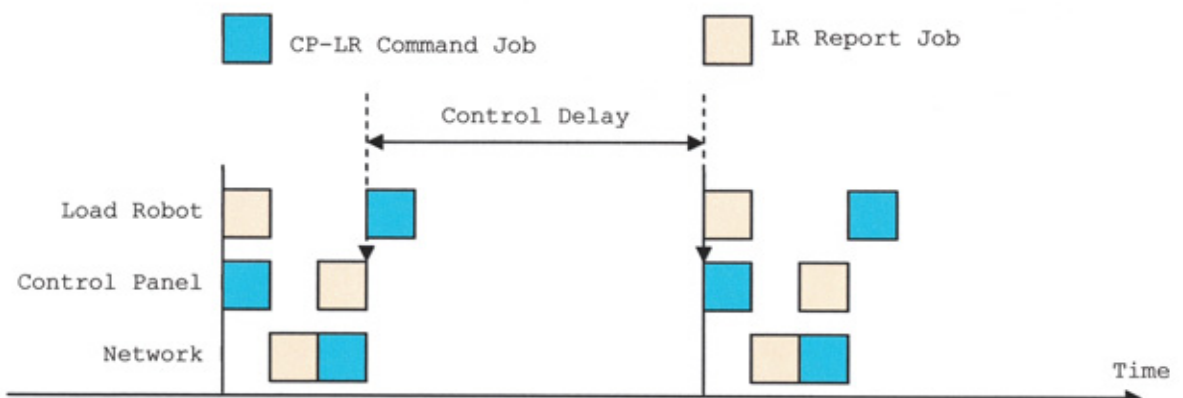 CP-LR Command Job
LR Report Job
Control Delay
Load Robot
Control Panel
Network
Time